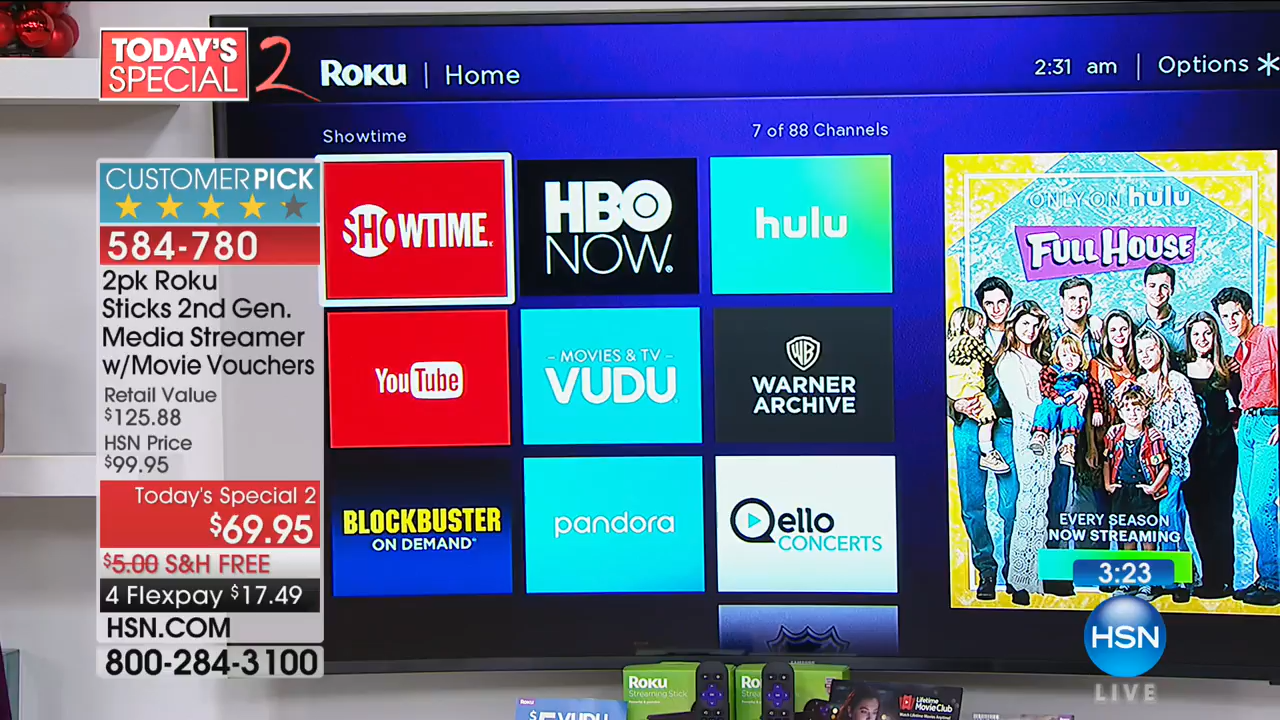 TODAY'S
SPECIAL 2
CUSTOMER PICK
584-780
2pk Roku
Sticks 2nd Gen.
Media Streamer
w/Movie Vouchers
Retail Value
$125.88
HSN Price
$99.95
Today's Special 2
$69.95
$5.00 S&H FREE
4 Flexpay $17.49
HSN.COM
800-284-3100
Roku | Home
2:31 am | Options
Showtime
7 of 88 Channels
SHOWTIME
HBO
NOW.
hulu
YouTube
MOVIES & TV
VUDU
WB
WARNER
ARCHIVE
BLOCKBUSTER
ON DEMAND
pandora
Qello
CONCERTS
ONLY ON hulu
FULL HOUSE
EVERY SEASON
NOW STREAMING
3:23
HSN
LIVE
SAMSUNG
Roku
Streaming Stick
Roku
Roku
$5 VUDU
Lifetime
Movie Club